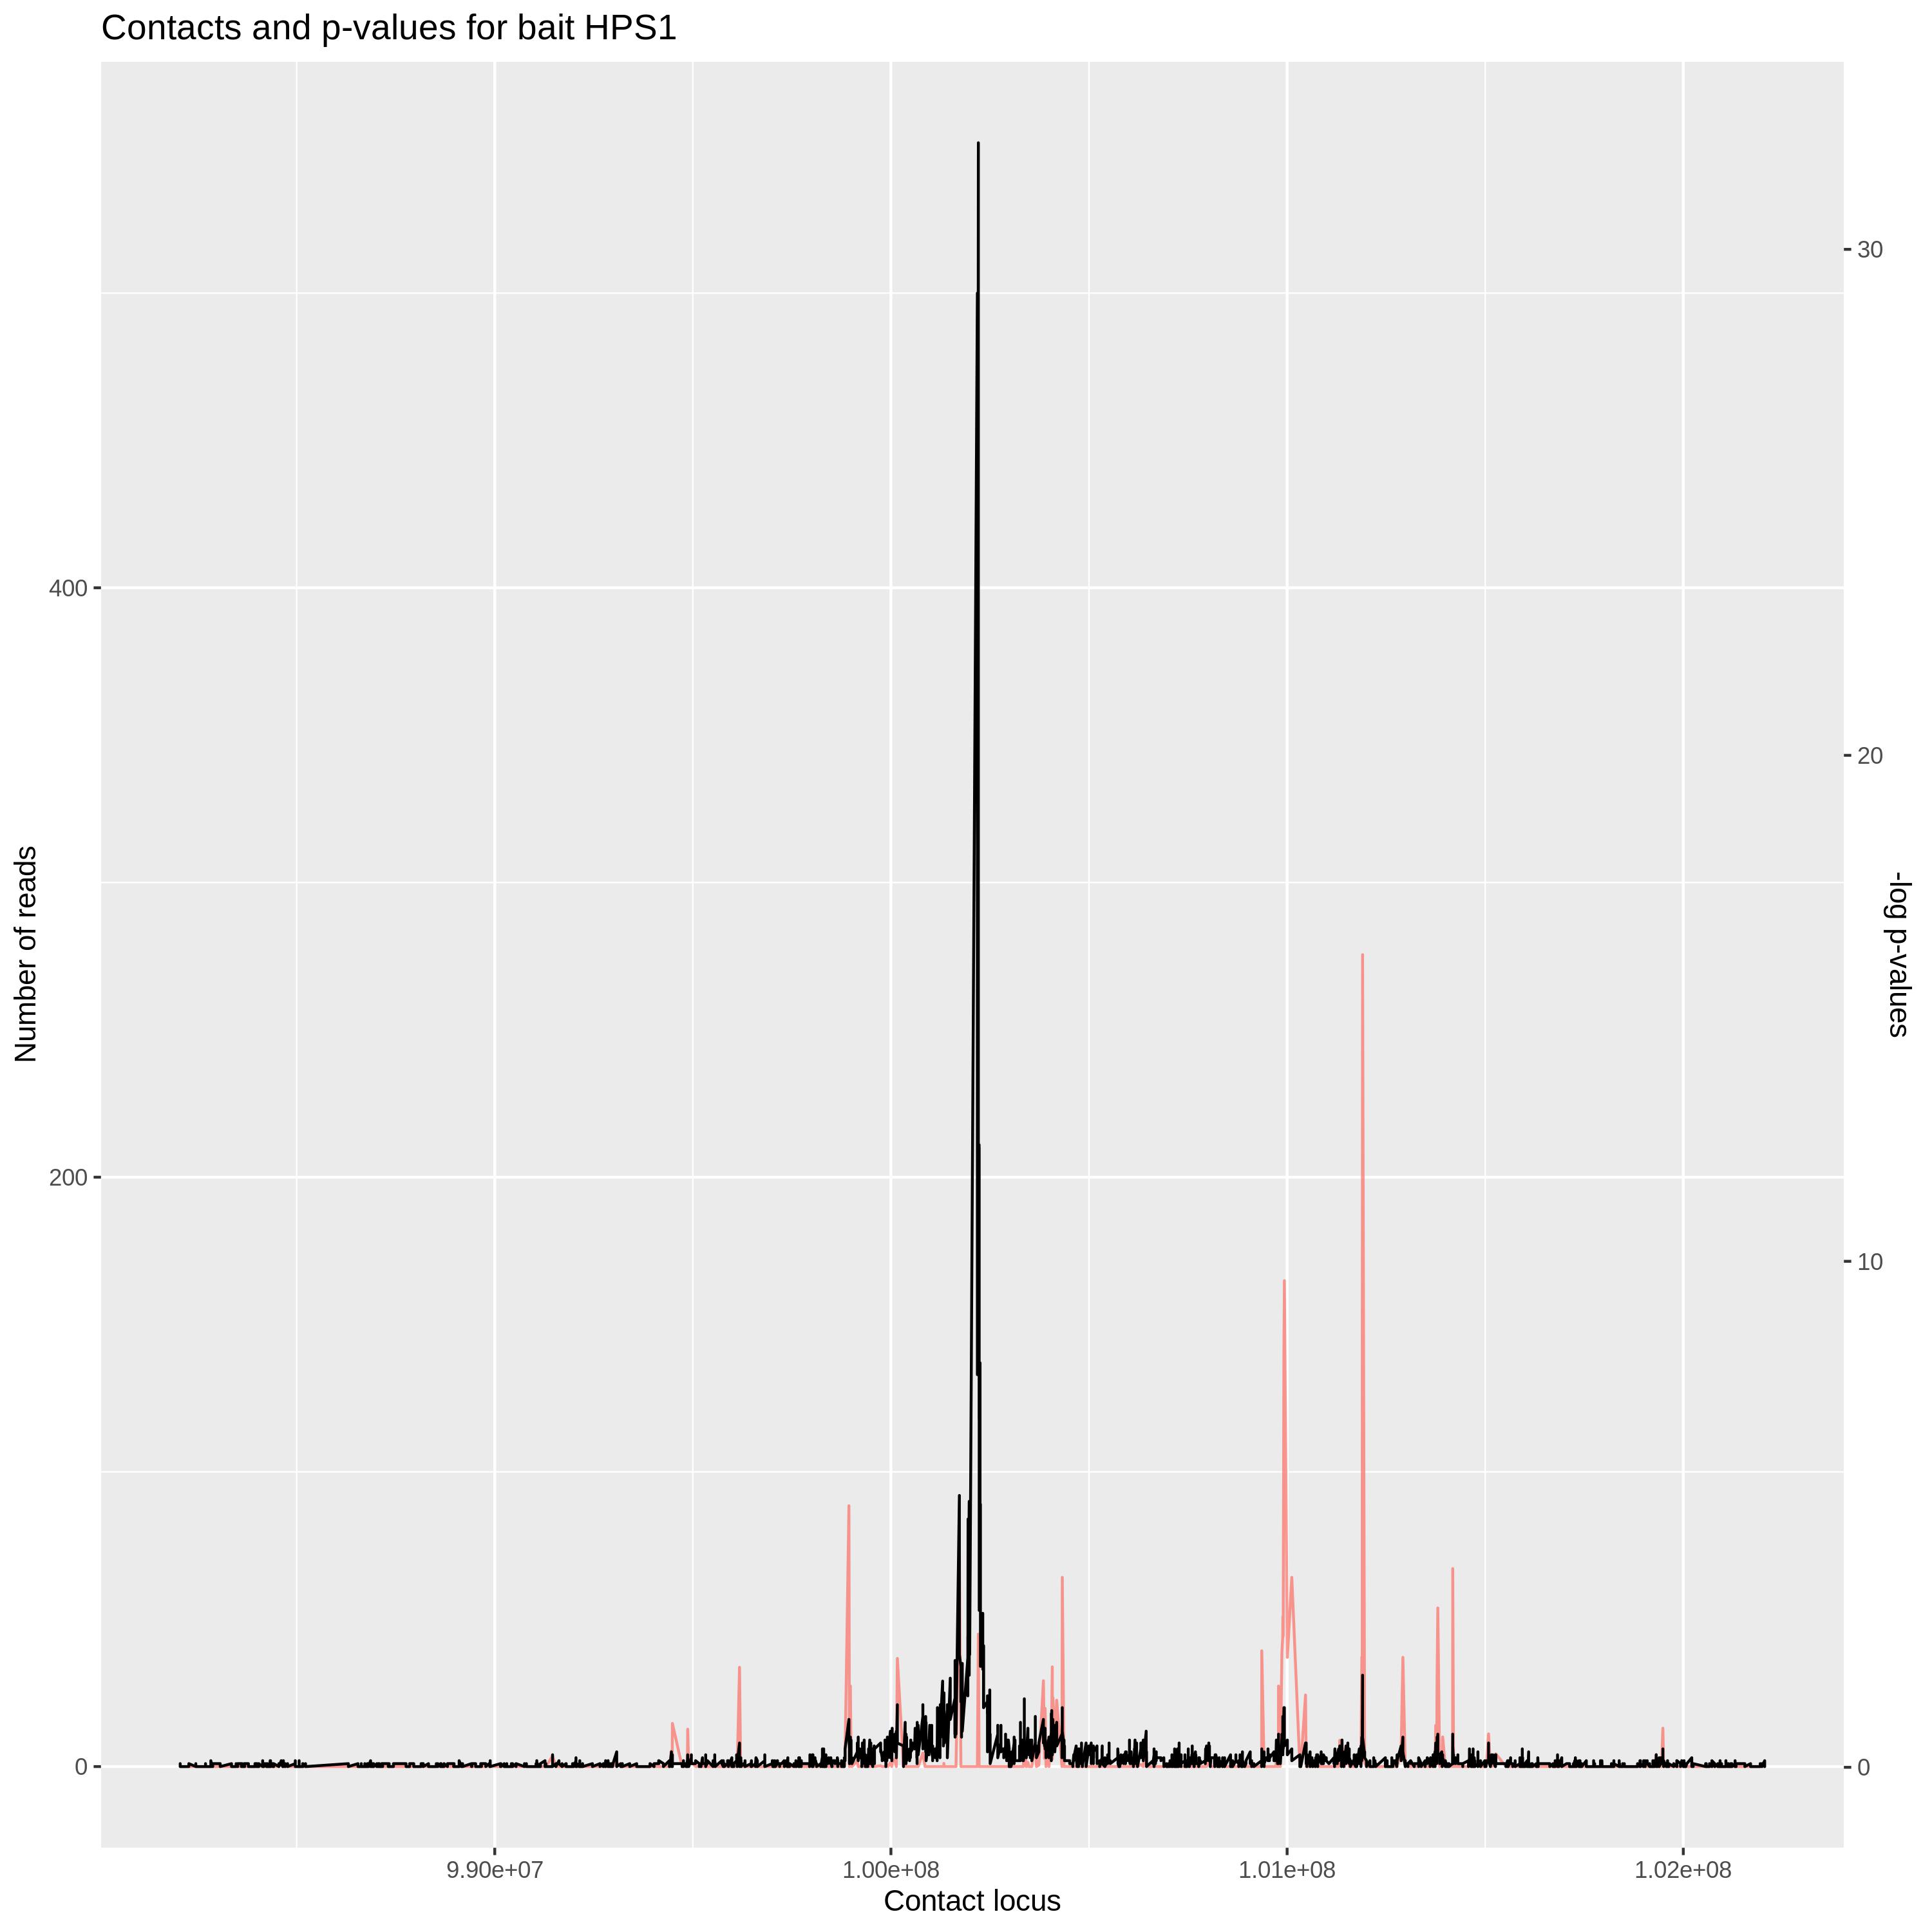 Contacts and p-values for bait HPS1
Number of reads
400
200
0
30
20
10
0
-log p-values
9.90e+07
1.00e+08
1.01e+08
1.02e+08
Contact locus